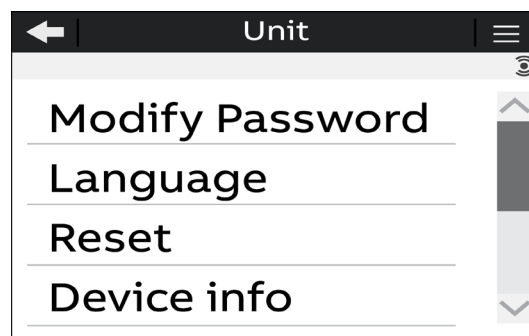 Unit
Modify Password
Language
Reset
Device info